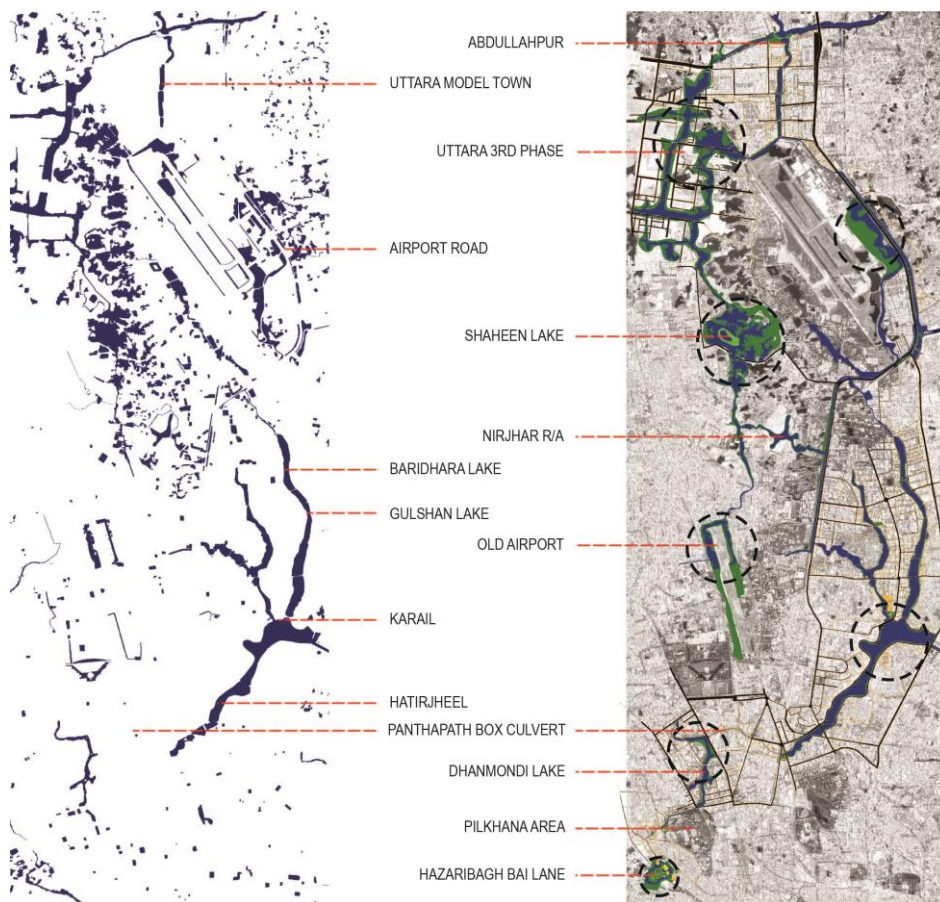 ABDULLAHPUR
UTTARA MODEL TOWN
UTTARA 3RD PHASE
AIRPORT ROAD
SHAHEEN LAKE
NIRJHAR R/A
BARIDHARA LAKE
GULSHAN LAKE
OLD AIRPORT
KARAIL
HATIRJHEEL
PANTHAPATH BOX CULVERT
DHANMONDI LAKE
PILKHANA AREA
HAZARIBAGH BAI LANE